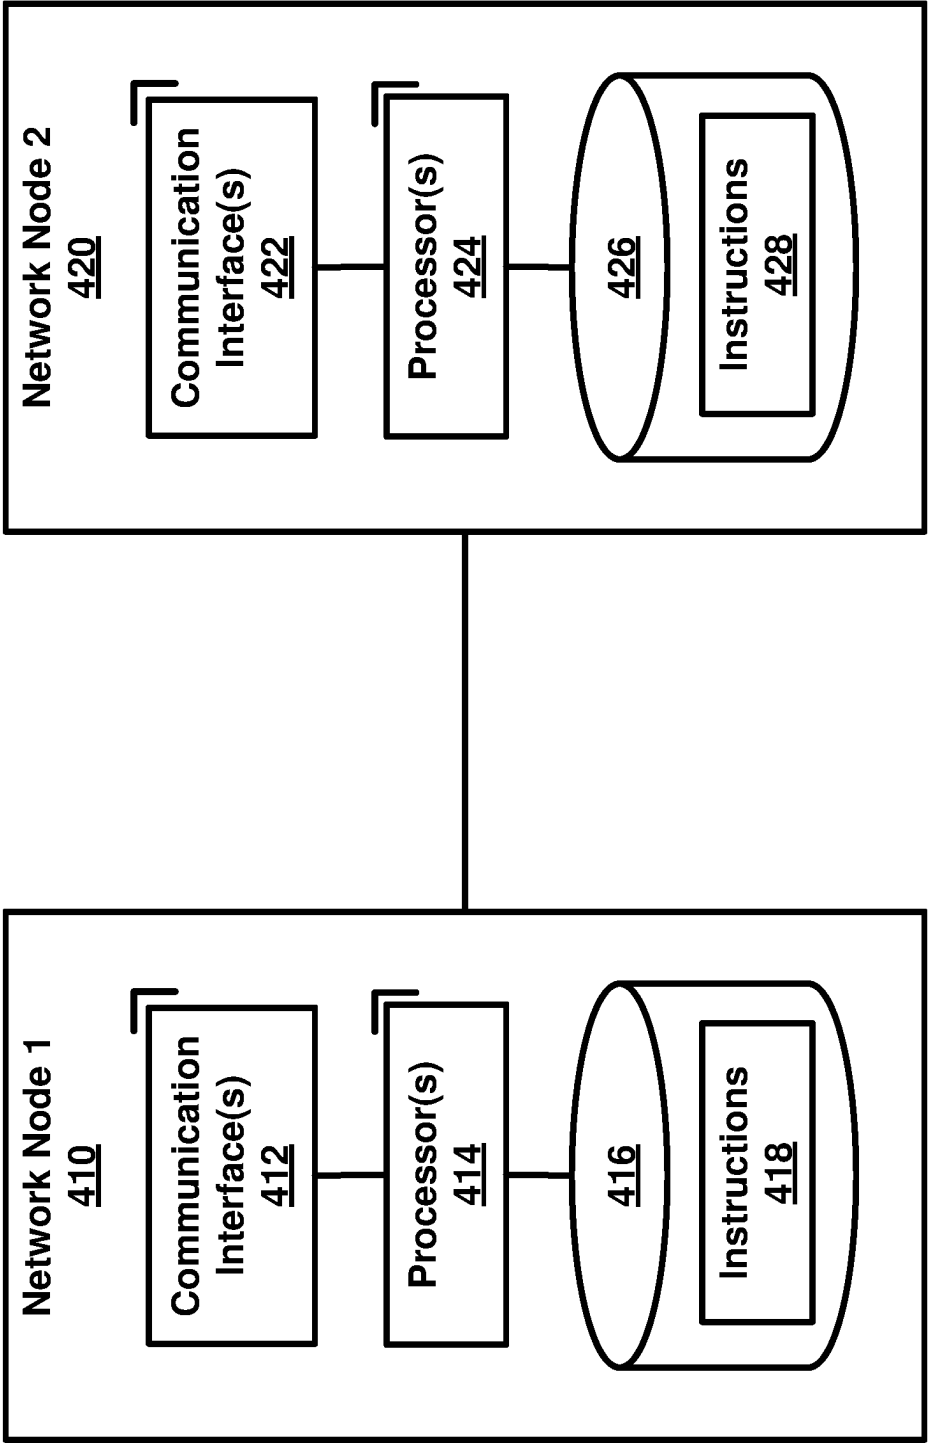 Network Node 1
410
Communication
Interface(s)
412
Processor(s)
414
416
Instructions
418
Network Node 2
420
Communication
Interface(s)
422
Processor(s)
424
426
Instructions
428